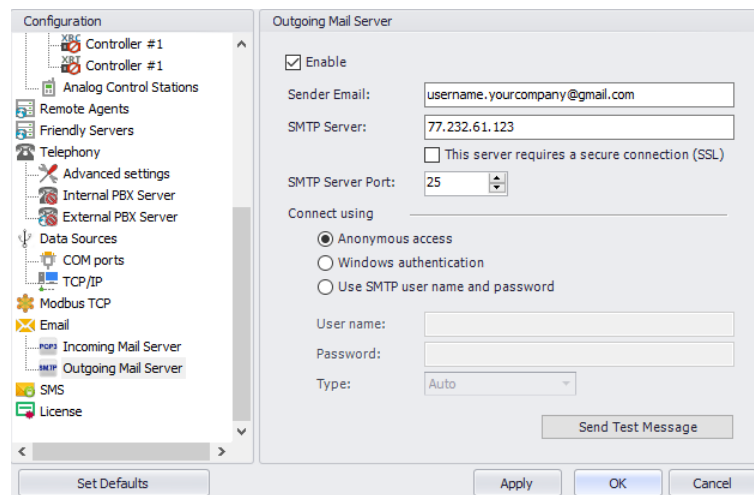 Configuration
XRC Controller #1
XRT Controller #1
Analog Control Stations
Remote Agents
Friendly Servers
Telephony
Advanced settings
Internal PBX Server
External PBX Server
Data Sources
COM ports
TCP/IP
Modbus TCP
Email
POP3 Incoming Mail Server
SMTP Outgoing Mail Server
SMS
License
Set Defaults
Outgoing Mail Server
Enable
Sender Email: username.yourcompany@gmail.com
SMTP Server: 77.232.61.123
This server requires a secure connection (SSL)
SMTP Server Port: 25
Connect using
Anonymous access
Windows authentication
Use SMTP user name and password
User name:
Password:
Type: Auto
Send Test Message
Apply OK Cancel